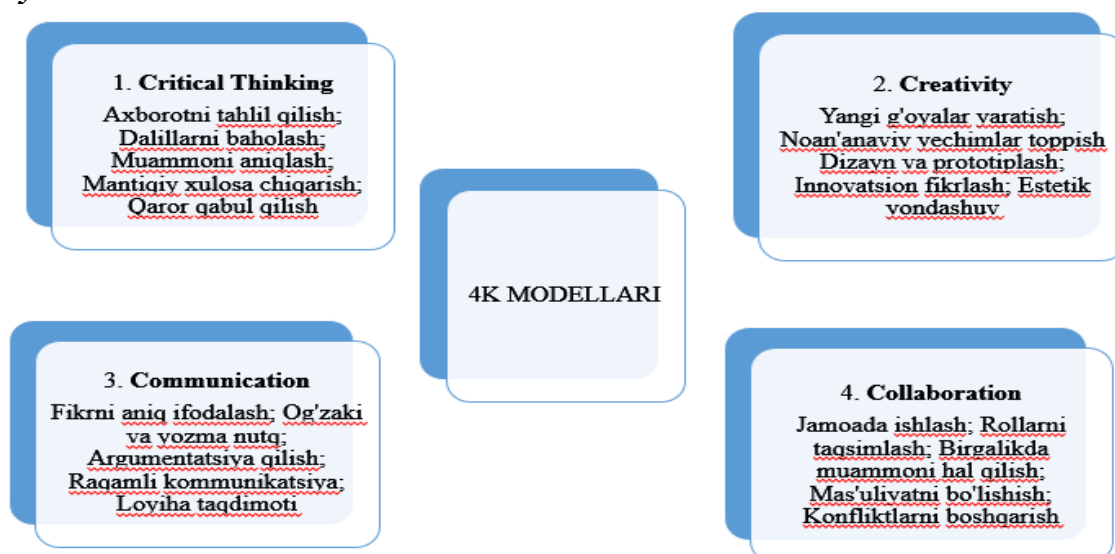 1. Critical Thinking
Axborotni tahlil qilish;
Dalillarni baholash;
Muammoni aniqlash;
Mantiqiy xulosa chiqarish;
Qaror qabul qilish
2. Creativity
Yangi g'oyalar yaratish;
Noan'anaviy yechimlar toppish
Dizayn va prototiplash;
Innovatsion fikrlash; Estetik
yondashuv
4K MODELLARI
3. Communication
Fikrni aniq ifodalash; Og'zaki
va yozma nutq;
Argumentatsiya qilish;
Raqamli kommunikatsiya;
Loyiha taqdimoti
4. Collaboration
Jamoada ishlash; Rollarni
taqsimlash; Birgalikda
muammoni hal qilish;
Mas'uliyatni bo'lishish;
Konfliktlarni boshqarish